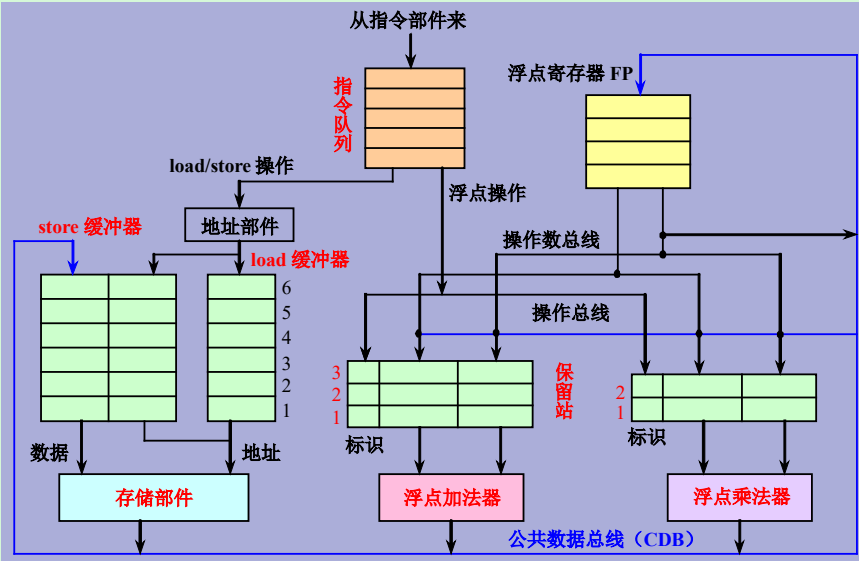 从指令部件来
浮点寄存器 FP
指令队列
load/store 操作
浮点操作
地址部件
store 缓冲器
操作数总线
load 缓冲器
6
5
4
3
2
1
操作总线
3
2
1
保留站
2
1
标识
标识
数据
地址
存储部件
浮点加法器
浮点乘法器
公共数据总线（CDB）